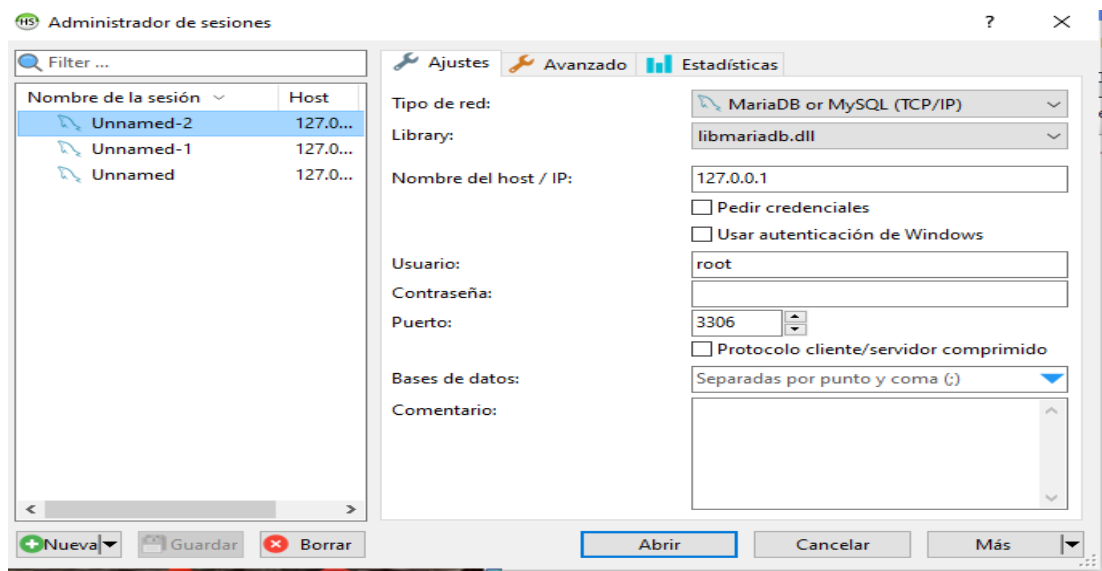 HS Administrador de sesiones ?
Filter ...
Nombre de la sesión Host
Unnamed-2 127.0...
Unnamed-1 127.0...
Unnamed 127.0...
Nueva Guardar Borrar
Ajustes Avanzado Estadísticas
Tipo de red: MariaDB or MySQL (TCP/IP)
Library: libmariadb.dll
Nombre del host / IP: 127.0.0.1
Pedir credenciales
Usar autenticación de Windows
Usuario: root
Contraseña:
Puerto: 3306
Protocolo cliente/servidor comprimido
Bases de datos: Separadas por punto y coma (;)
Comentario:
Abrir Cancelar Más